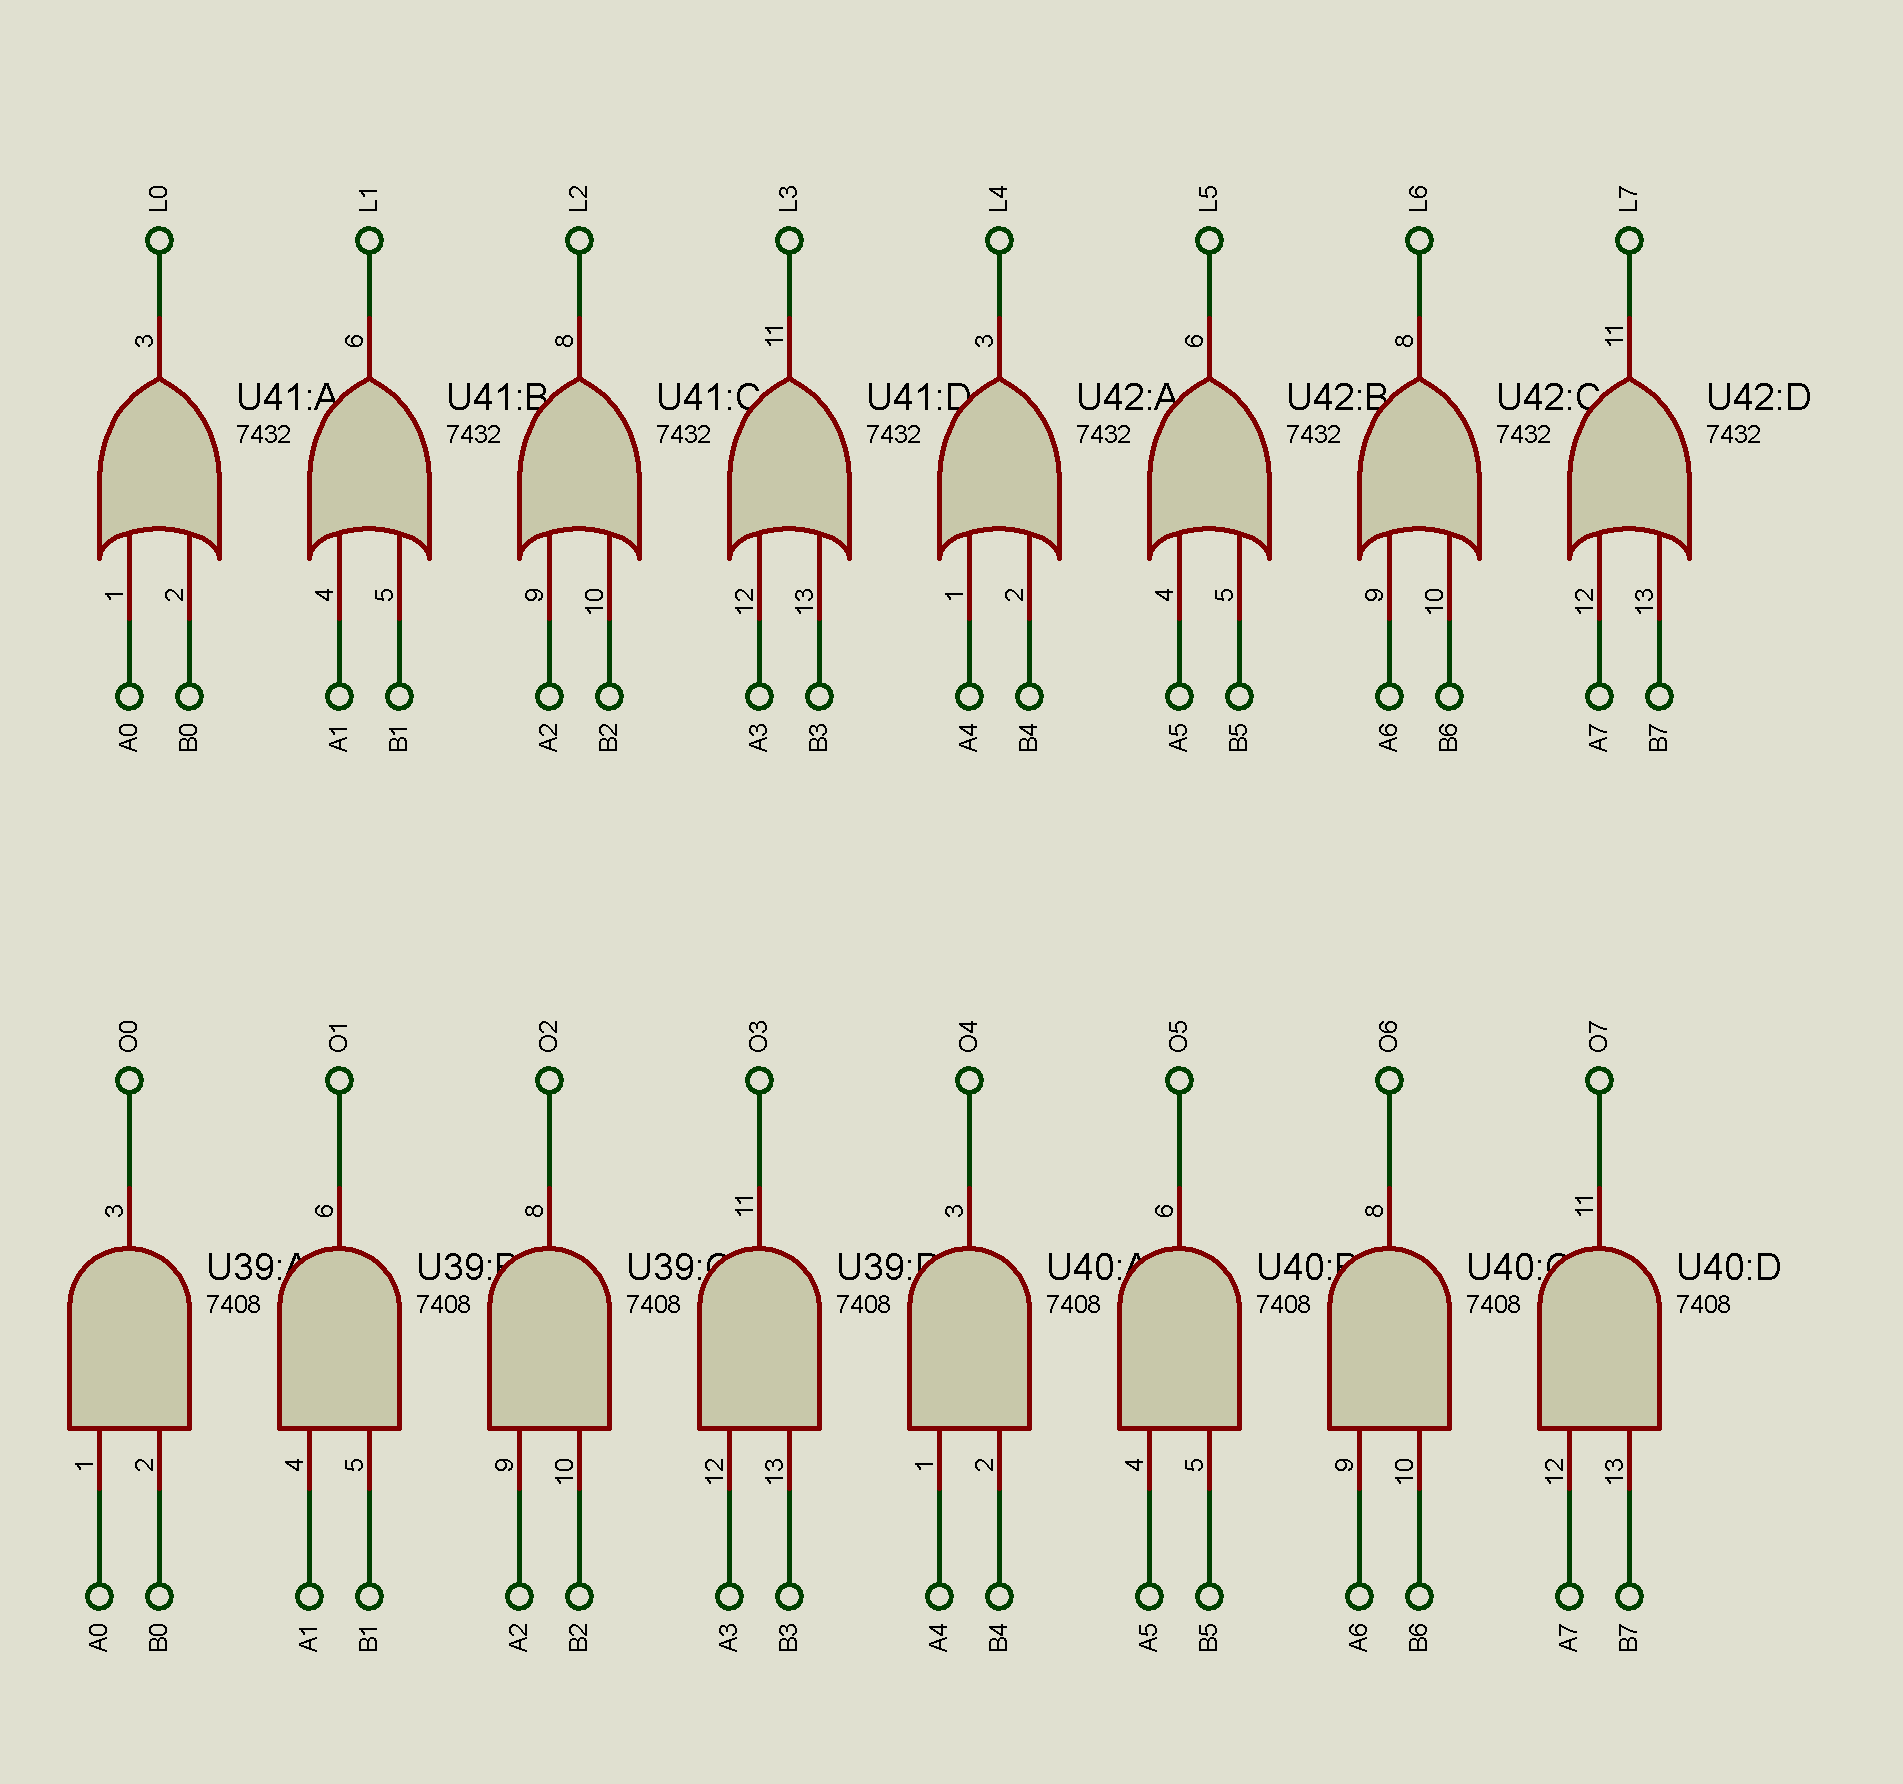 L0 L1 L2 L3 L4 L5 L6 L7
3 6 8 11 3 6 8 11
U41:A U41:B U41:C U41:D U42:A U42:B U42:C U42:D
7432 7432 7432 7432 7432 7432 7432 7432
1 2 4 5 9 10 12 13 1 2 4 5 9 10 12 13
A0 B0 A1 B1 A2 B2 A3 B3 A4 B4 A5 B5 A6 B6 A7 B7
O0 O1 O2 O3 O4 O5 O6 O7
3 6 8 11 3 6 8 11
U39:A U39:B U39:C U39:D U40:A U40:B U40:C U40:D
7408 7408 7408 7408 7408 7408 7408 7408
1 2 4 5 9 10 12 13 1 2 4 5 9 10 12 13
A0 B0 A1 B1 A2 B2 A3 B3 A4 B4 A5 B5 A6 B6 A7 B7